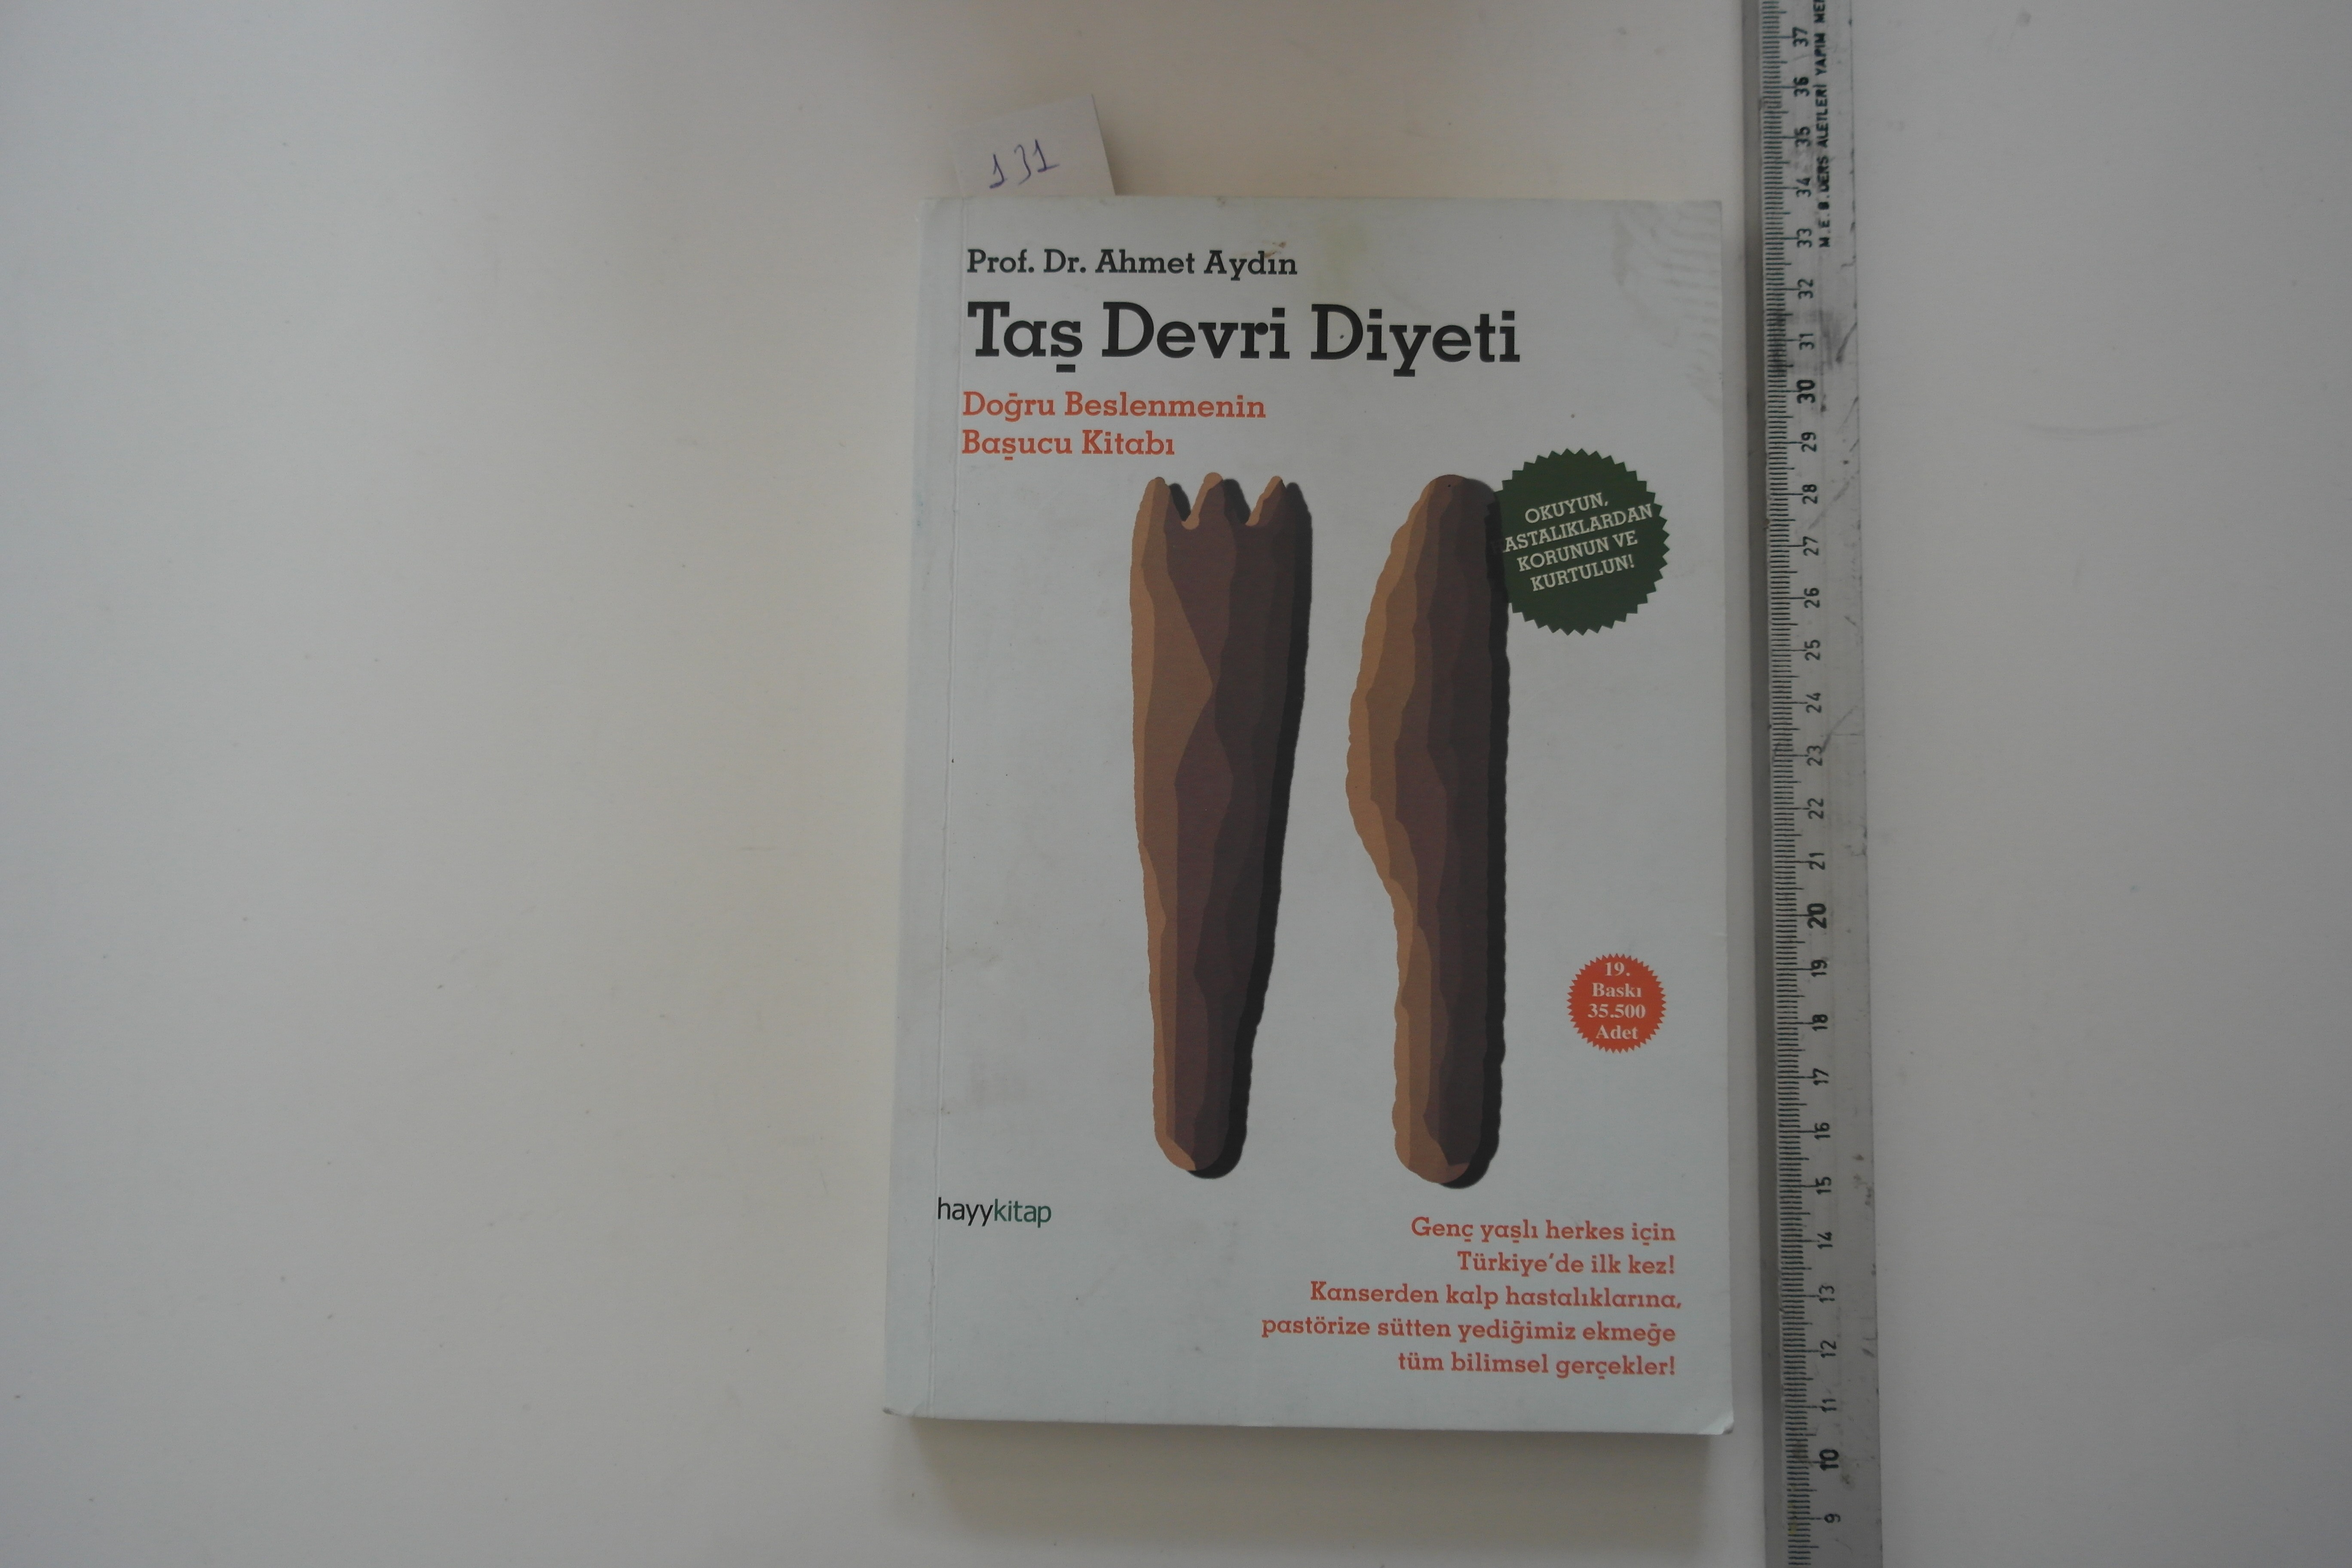 131
Prof. Dr. Ahmet Aydın
Taş Devri Diyeti
Doğru Beslenmenin
Başucu Kitabı
OKUYUN,
ASTALIKLARDAN
KORUNUN VE
KURTULUN!
19.
Baskı
35.500
Adet
hayykitap
Genç yaşlı herkes için
Türkiye'de ilk kez!
Kanserden kalp hastalıklarına,
pastörize sütten yediğimiz ekmeğe
tüm bilimsel gerçekler!
37
36
35
34
33
32
31
30
29
28
27
26
25
24
23
22
21
20
19
18
17
16
15
14
13
12
11
10
9
M.E.B. DERS ALETLERİ YAPIM